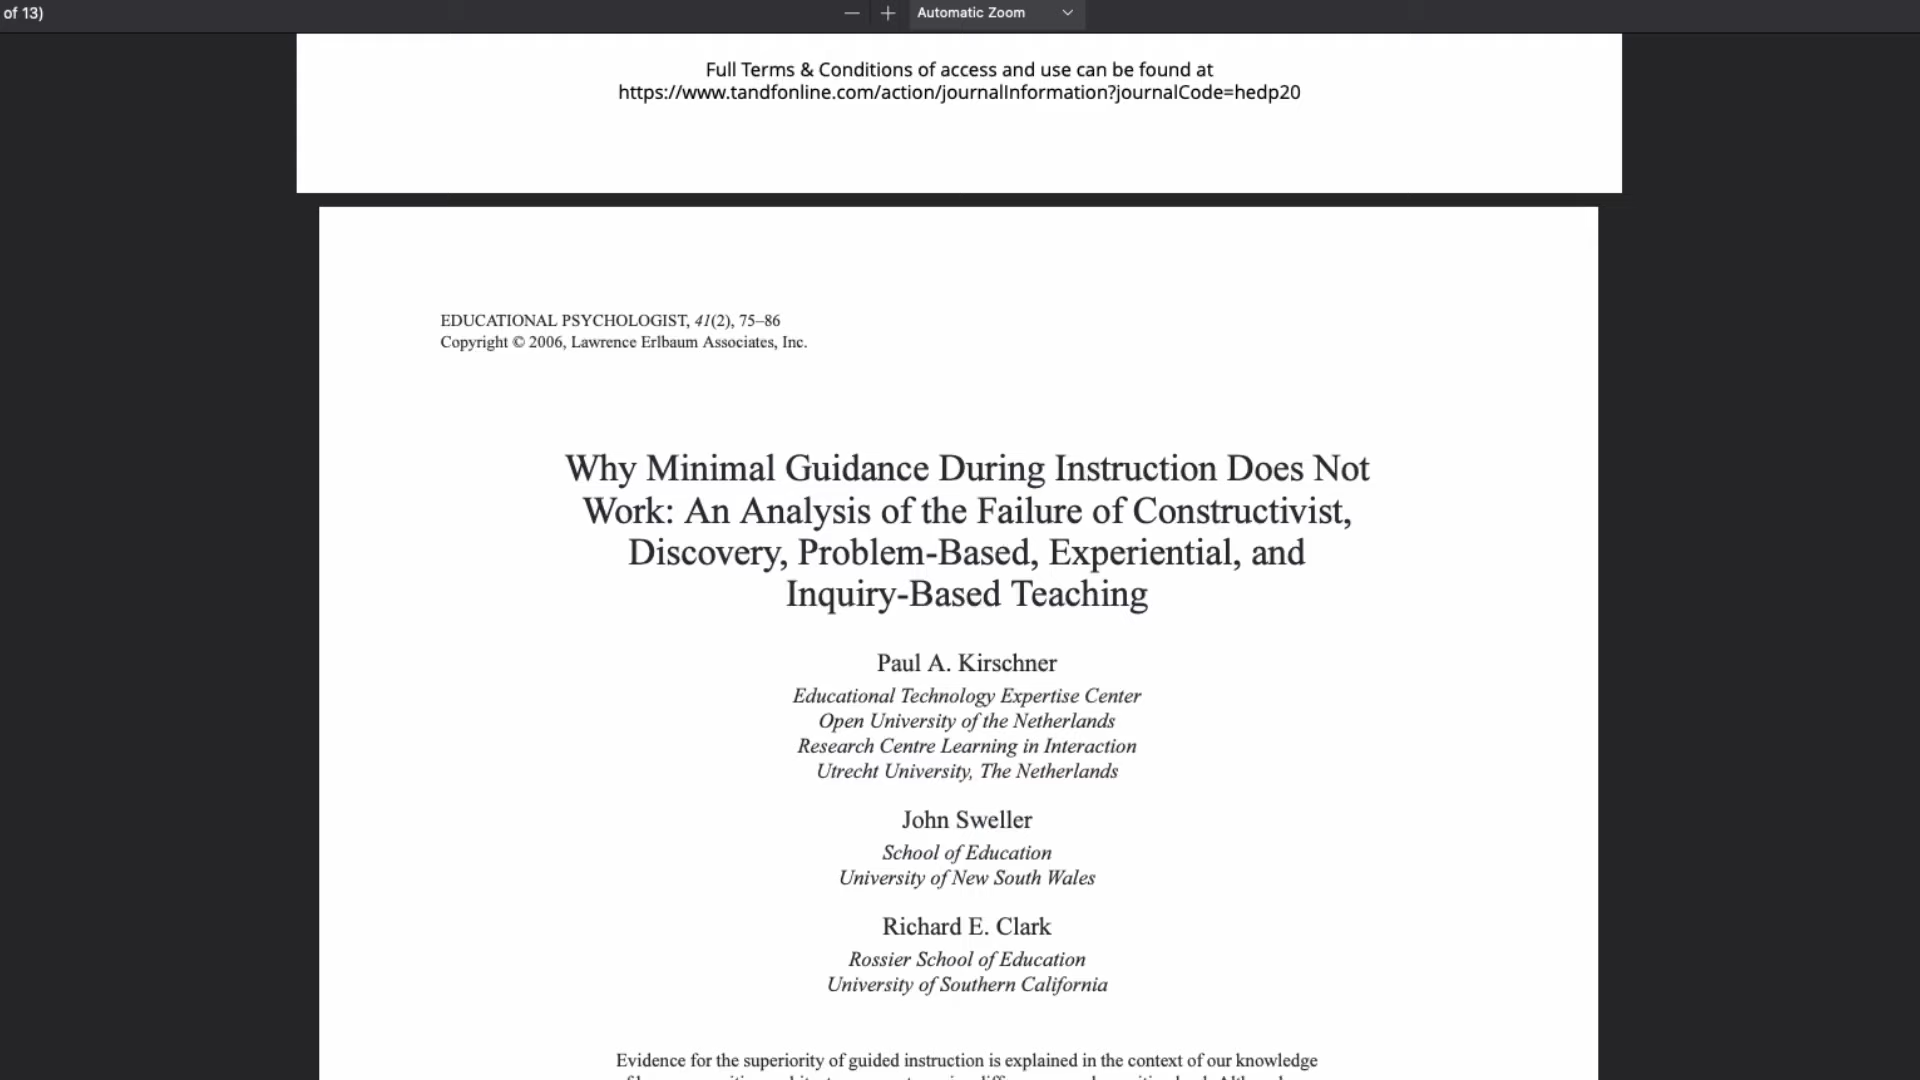 of 13)
Automatic Zoom
Full Terms & Conditions of access and use can be found at
https://www.tandfonline.com/action/journalInformation?journalCode=hedp20
EDUCATIONAL PSYCHOLOGIST, 41(2), 75–86
Copyright © 2006, Lawrence Erlbaum Associates, Inc.
Why Minimal Guidance During Instruction Does Not
Work: An Analysis of the Failure of Constructivist,
Discovery, Problem-Based, Experiential, and
Inquiry-Based Teaching
Paul A. Kirschner
Educational Technology Expertise Center
Open University of the Netherlands
Research Centre Learning in Interaction
Utrecht University, The Netherlands
John Sweller
School of Education
University of New South Wales
Richard E. Clark
Rossier School of Education
University of Southern California
Evidence for the superiority of guided instruction is explained in the context of our knowledge